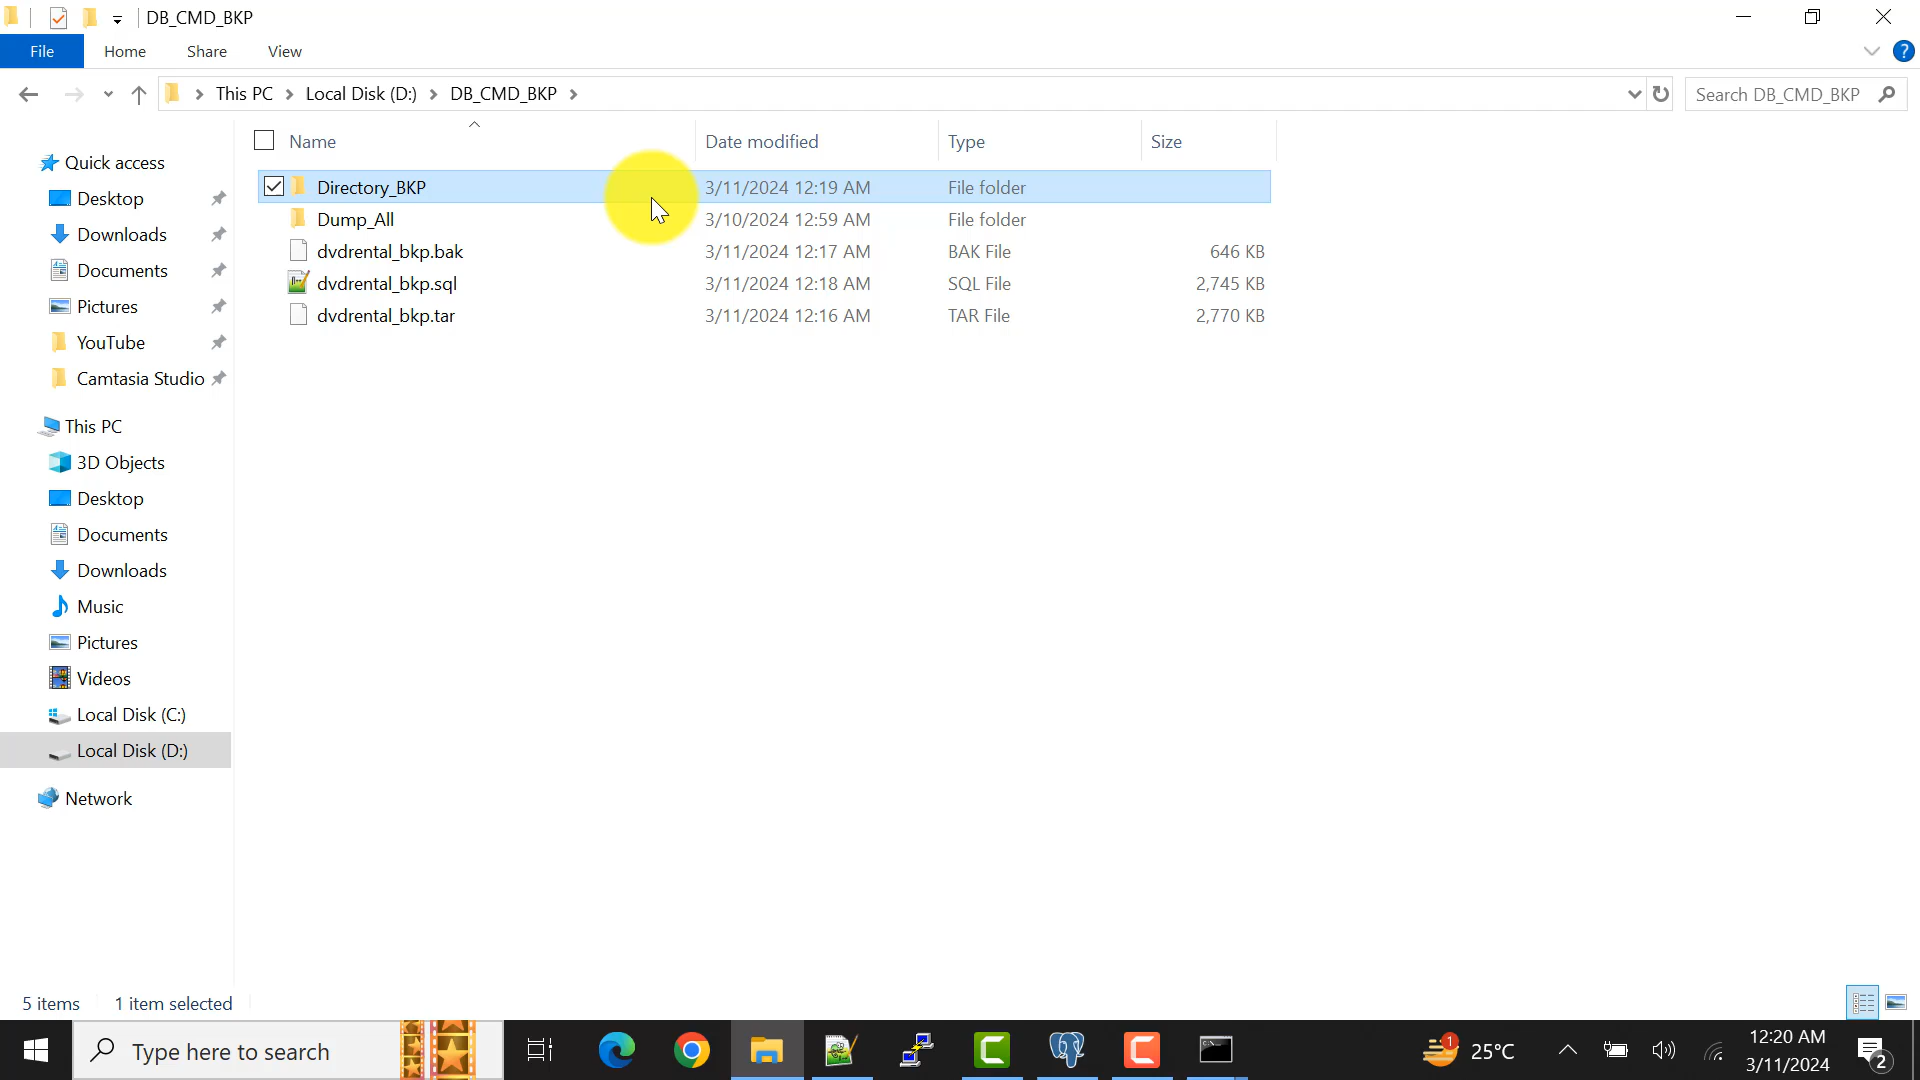 DB_CMD_BKP
File Home Share View ?
This PC Local Disk (D:) DB_CMD_BKP Search DB_CMD_BKP
Name Date modified Type Size
Directory_BKP 3/11/2024 12:19 AM File folder
Dump_All 3/10/2024 12:59 AM File folder
dvdrental_bkp.bak 3/11/2024 12:17 AM BAK File 646 KB
dvdrental_bkp.sql 3/11/2024 12:18 AM SQL File 2,745 KB
dvdrental_bkp.tar 3/11/2024 12:16 AM TAR File 2,770 KB
Quick access
Desktop
Downloads
Documents
Pictures
YouTube
Camtasia Studio
This PC
3D Objects
Desktop
Documents
Downloads
Music
Pictures
Videos
Local Disk (C:)
Local Disk (D:)
Network
5 items 1 item selected
Type here to search
1 25°C
12:20 AM
3/11/2024
2